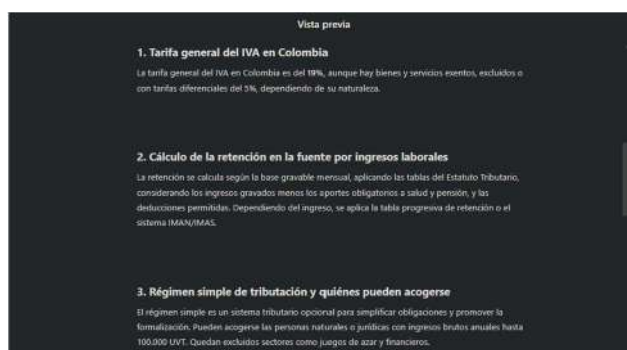 Vista previa
1. Tarifa general del IVA en Colombia
La tarifa general del IVA en Colombia es del 19%, aunque hay bienes y servicios exentos, excluidos o
con tarifas diferenciales del 5%, dependiendo de su naturaleza.
2. Cálculo de la retención en la fuente por ingresos laborales
La retención se calcula según la base gravable mensual, aplicando las tablas del Estatuto Tributario,
considerando los ingresos gravados menos los aportes obligatorios a salud y pensión, y las
deducciones permitidas. Dependiendo del ingreso, se aplica la tabla progresiva de retención o el
sistema IMAN/IMAS.
3. Régimen simple de tributación y quiénes pueden acogerse
El régimen simple es un sistema tributario opcional para simplificar obligaciones y promover la
formalización. Pueden acogerse las personas naturales o jurídicas con ingresos brutos anuales hasta
100.000 UVT. Quedan excluidos sectores como juegos de azar y financieros.